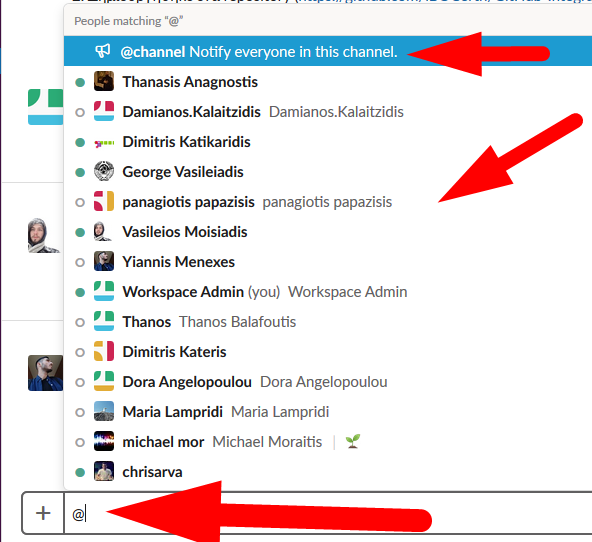 People matching “@”
@channel Notify everyone in this channel.
Thanasis Anagnostis
Damianos.Kalaitzidis Damianos.Kalaitzidis
Dimitris Katikaridis
George Vasileiadis
panagiotis papazisis panagiotis papazisis
Vasileios Moisiadis
Yiannis Menexes
Workspace Admin (you) Workspace Admin
Thanos Thanos Balafoutis
Dimitris Kateris
Dora Angelopoulou Dora Angelopoulou
Maria Lampridi Maria Lampridi
michael mor Michael Moraitis
chrisarva
+ @